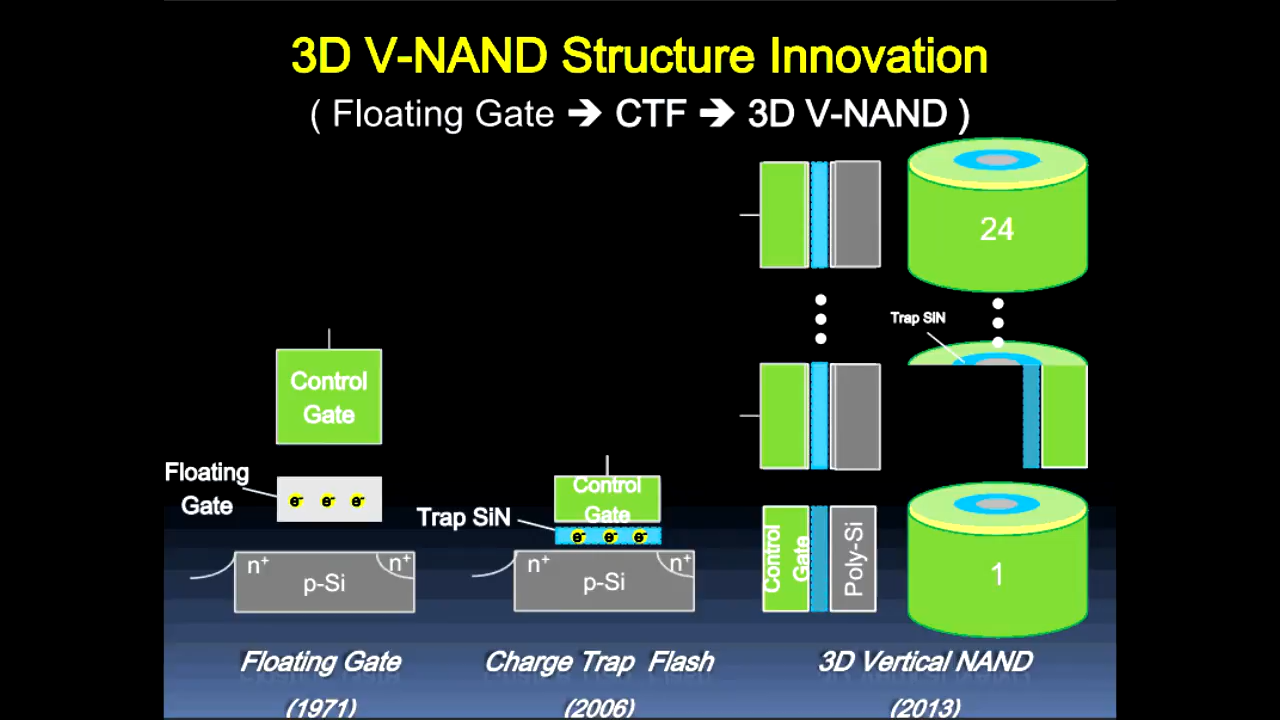 3D V-NAND Structure Innovation
( Floating Gate ➔ CTF ➔ 3D V-NAND )
24
Trap SiN
Control
Gate
Floating
Gate
e- e- e-
n+ n+
p-Si
Control
Gate
Trap SiN
e- e- e-
n+ n+
p-Si
Control
Gate
Poly-Si
1
Floating Gate
(1971)
Charge Trap Flash
(2006)
3D Vertical NAND
(2013)